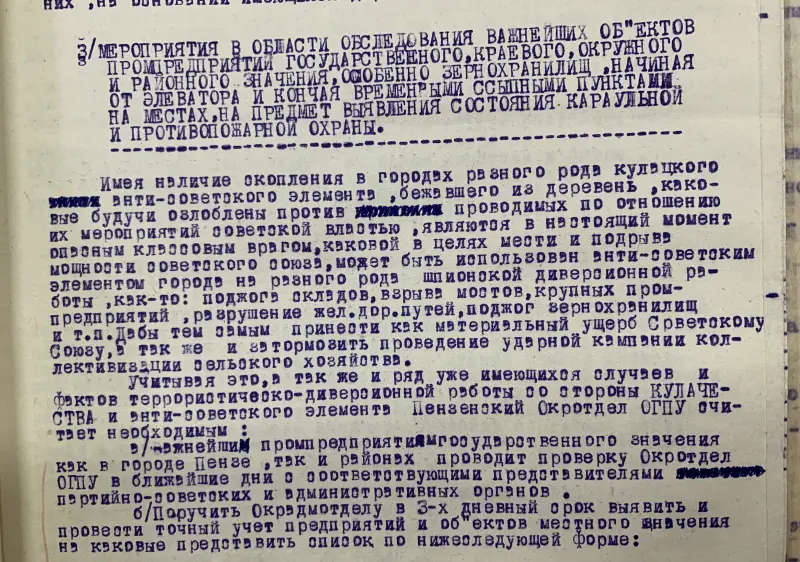 них ,на основании имеющихся
3/МЕРОПРИЯТИЯ В ОБЛАСТИ ОБСЛЕДОВАНИЯ ВАЖНЕЙШИХ ОБ"ЕКТОВ
ПРОМПРЕДПРИЯТИЙ ГОСУДАРСТВЕННОГО,КРАЕВОГО,ОКРУЖНОГО
И РАЙОННОГО ЗНАЧЕНИЯ,ОСОБЕННО ЗЕРНОХРАНИЛИЩ ,НАЧИНАЯ
ОТ ЭЛЕВАТОРА И КОНЧАЯ ВРЕМЕННЫМИ ССЫПНЫМИ ПУНКТАМИ
НА МЕСТАХ,НА ПРЕДМЕТ ВЫЯВЛЕНИЯ СОСТОЯНИЯ КАРАУЛЬНОЙ
И ПРОТИВОПОЖАРНОЙ ОХРАНЫ.
Имея наличие скопления в городах разного рода кулацкого
анти-советского элемента ,бежавшего из деревень ,како-
вые будучи озлоблены против проводимых по отношению
их мероприятий советской властью ,являются в настоящий момент
опасным классовым врагом,каковой в целях мести и подрыва
мощности советского союза,может быть использован анти-советским
элементом города на разного рода шпионской диверсионной ра-
боты ,как-то: поджога складов,взрыва мостов,крупных пром-
предприятий ,разрушение жел.дор.путей,поджог зернохранилищ
и т.п.Дабы тем самым принести как материальный ущерб Советскому
Союзу,а так же и затормозить проведение ударной кампании кол-
лективизации сельского хозяйства.
Учитывая это,а так же и ряд уже имеющихся случаев и
фактов террористическо-диверсионной работы со стороны КУЛАЧЕ-
СТВА и анти-советского элемента Пензенский Окротдел ОГПУ счи-
тает необходимым :
а/важнейшим промпредприятиям государственного значения
как в городе Пензе ,так и районах проводит проверку Окротдел
ОГПУ в ближайшие дни с соответствующими представителями
партийно-советских и административных органов .
б/Поручить Окрадмотделу в 3-х дневный срок выявить и
провести точный учет предприятий и об"ектов местного значения
на каковые представить список по нижеследующей форме: